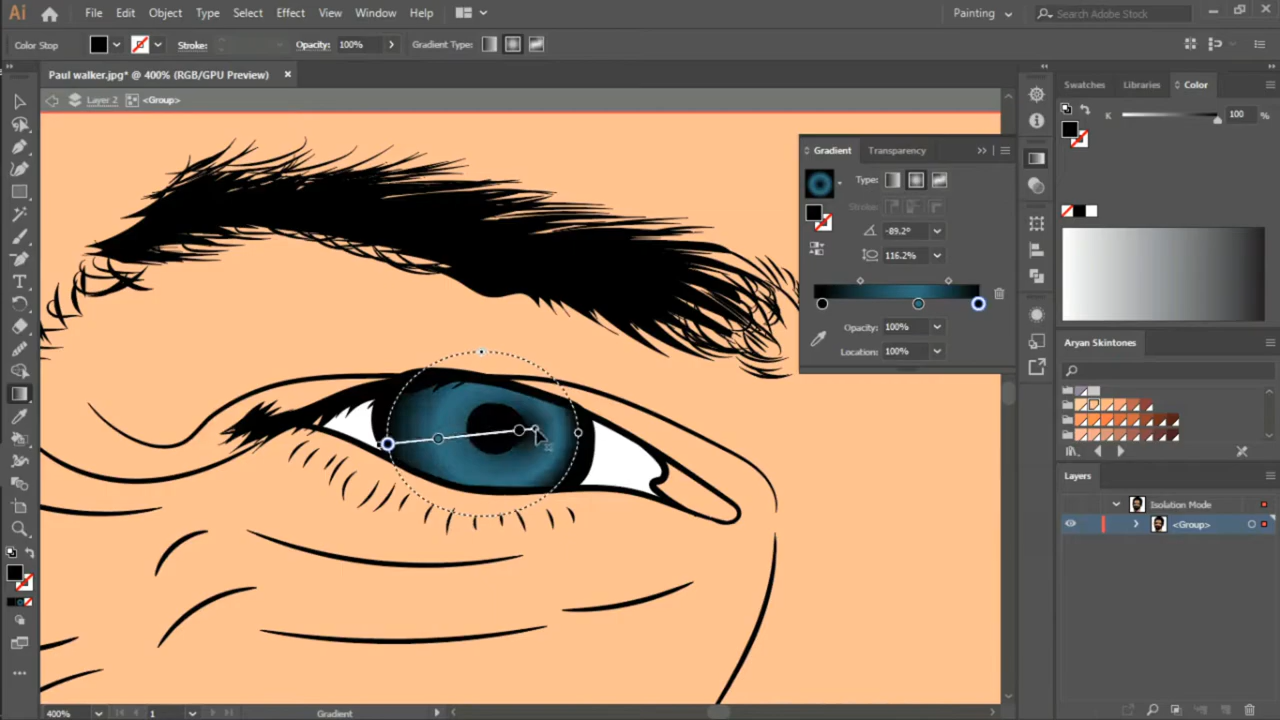 Ai File Edit Object Type Select Effect View Window Help Painting Search Adobe Stock
Color Stop Stroke: Opacity: 100% Gradient Type:
Paul walker.jpg* @ 400% (RGB/GPU Preview) × Swatches Libraries Color
Layer 2 <Group>
K 100 %
Gradient Transparency
Type:
Stroke:
-89.2°
116.2%
Opacity: 100%
Location: 100%
Aryan Skintones
Layers
Isolation Mode
<Group>
400% 1 Gradient